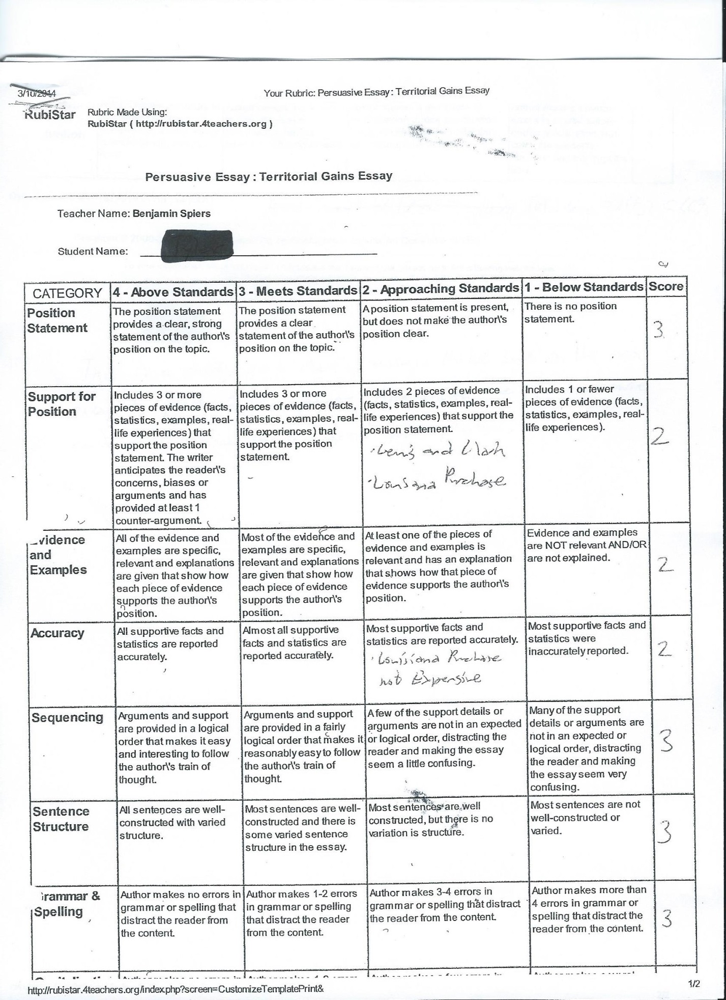 3/10/2014
Your Rubric: Persuasive Essay: Territorial Gains Essay
RubiStar
Rubric Made Using:
RubiStar ( http://rubistar.4teachers.org )
Persuasive Essay : Territorial Gains Essay
Teacher Name: Benjamin Spiers
Student Name:
CATEGORY
4 - Above Standards
3 - Meets Standards
2 - Approaching Standards
1 - Below Standards
Score
Position
Statement
The position statement
provides a clear, strong
statement of the author\'s
position on the topic.
The position statement
provides a clear
statement of the author\'s
position on the topic.
A position statement is present,
but does not make the author\'s
position clear.
There is no position
statement.
3
Support for
Position
Includes 3 or more
pieces of evidence (facts,
statistics, examples, real-
life experiences) that
support the position
statement. The writer
anticipates the reader\'s
concerns, biases or
arguments and has
provided at least 1
counter-argument.
Includes 3 or more
pieces of evidence (facts,
statistics, examples, real-
life experiences) that
support the position
statement.
Includes 2 pieces of evidence
(facts, statistics, examples, real-
life experiences) that support the
position statement.
· Lewis and Clark
· Lousana Purchase
Includes 1 or fewer
pieces of evidence (facts,
statistics, examples, real-
life experiences).
2
vidence
and
Examples
All of the evidence and
examples are specific,
relevant and explanations
are given that show how
each piece of evidence
supports the author\'s
position.
Most of the evidence and
examples are specific,
relevant and explanations
are given that show how
each piece of evidence
supports the author\'s
position.
At least one of the pieces of
evidence and examples is
relevant and has an explanation
that shows how that piece of
evidence supports the author\'s
position.
Evidence and examples
are NOT relevant AND/OR
are not explained.
2
Accuracy
All supportive facts and
statistics are reported
accurately.
Almost all supportive
facts and statistics are
reported accurately.
Most supportive facts and
statistics are reported accurately.
· Louisiana Purchase
not Expensive
Most supportive facts and
statistics were
inaccurately reported.
2
Sequencing
Arguments and support
are provided in a logical
order that makes it easy
and interesting to follow
the author\'s train of
thought.
Arguments and support
are provided in a fairly
logical order that makes it
reasonably easy to follow
the author\'s train of
thought.
A few of the support details or
arguments are not in an expected
or logical order, distracting the
reader and making the essay
seem a little confusing.
Many of the support
details or arguments are
not in an expected or
logical order, distracting
the reader and making
the essay seem very
confusing.
3
Sentence
Structure
All sentences are well-
constructed with varied
structure.
Most sentences are well-
constructed and there is
some varied sentence
structure in the essay.
Most sentences are well
constructed, but there is no
variation is structure.
Most sentences are not
well-constructed or
varied.
3
rammar &
Spelling
Author makes no errors in
grammar or spelling that
distract the reader from
the content.
Author makes 1-2 errors
in grammar or spelling
that distract the reader
from the content.
Author makes 3-4 errors in
grammar or spelling that distract
the reader from the content.
Author makes more than
4 errors in grammar or
spelling that distract the
reader from the content.
3
http://rubistar.4teachers.org/index.php?screen=CustomizeTemplatePrint&
1/2